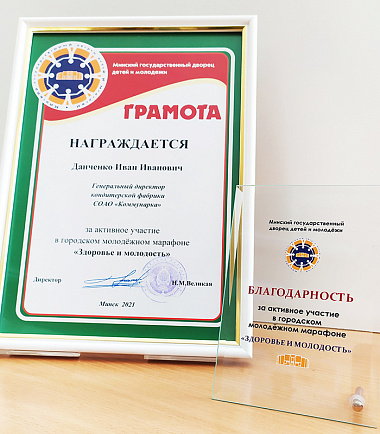 Минский государственный дворец
детей и молодежи
ГРАМОТА
НАГРАЖДАЕТСЯ
Данченко Иван Иванович
Генеральный директор
кондитерской фабрики
СОАО «Коммунарка»
за активное участие
в городском молодёжном марафоне
«Здоровье и молодость»
Директор
Н.М.Великая
Минск 2021
Минский государственный
дворец детей и молодёжи
БЛАГОДАРНОСТЬ
за активное участие
в городском
молодёжном марафоне
«ЗДОРОВЬЕ И МОЛОДОСТЬ»